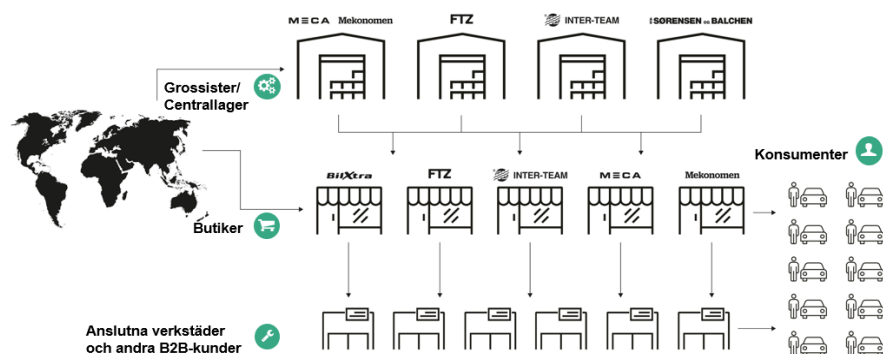 MECA Mekonomen
FTZ
INTER-TEAM
SØRENSEN OG BALCHEN
Grossister/
Centrallager
Konsumenter
BilXtra
FTZ
INTER-TEAM
MECA
Mekonomen
Butiker
Anslutna verkstäder
och andra B2B-kunder